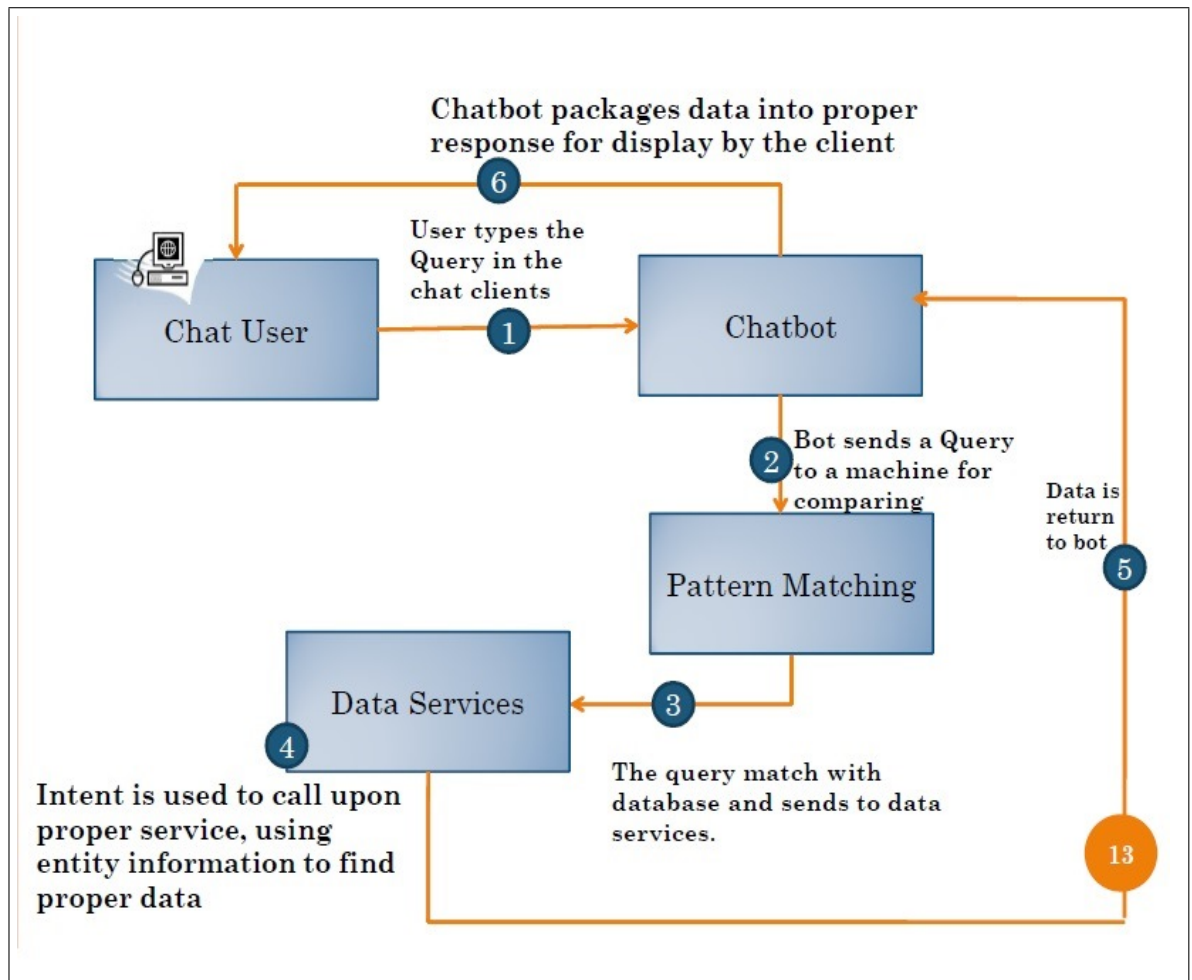 Chatbot packages data into proper
response for display by the client
6
User types the
Query in the
chat clients
Chat User
1
Chatbot
2
Bot sends a Query
to a machine for
comparing
Data is
return
to bot
5
Pattern Matching
Data Services
3
4
The query match with
database and sends to data
services.
Intent is used to call upon
proper service, using
entity information to find
proper data
13